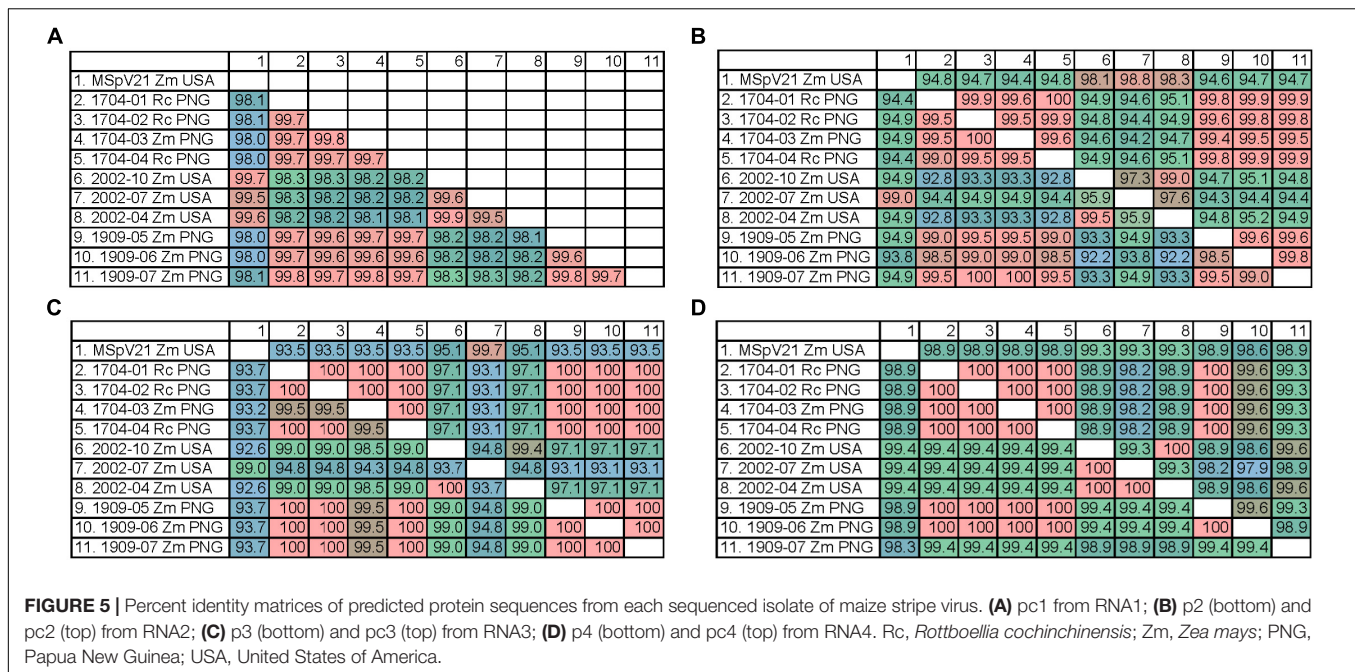 A
1 2 3 4 5 6 7 8 9 10 11
1. MSpV21 Zm USA
2. 1704-01 Rc PNG 98.1
3. 1704-02 Rc PNG 98.1 99.7
4. 1704-03 Zm PNG 98.0 99.7 99.8
5. 1704-04 Rc PNG 98.0 99.7 99.7 99.7
6. 2002-10 Zm USA 99.7 98.3 98.3 98.2 98.2
7. 2002-07 Zm USA 99.5 98.3 98.2 98.2 98.2 99.6
8. 2002-04 Zm USA 99.6 98.2 98.2 98.1 98.1 99.9 99.5
9. 1909-05 Zm PNG 98.0 99.7 99.6 99.7 99.7 98.2 98.2 98.1
10. 1909-06 Zm PNG 98.0 99.7 99.6 99.6 99.6 98.2 98.2 98.2 99.6
11. 1909-07 Zm PNG 98.1 99.8 99.7 99.8 99.7 98.3 98.3 98.2 99.8 99.7
B
1 2 3 4 5 6 7 8 9 10 11
1. MSpV21 Zm USA 94.8 94.7 94.4 94.8 98.1 98.8 98.3 94.6 94.7 94.7
2. 1704-01 Rc PNG 94.4 99.9 99.6 100 94.9 94.6 95.1 99.8 99.9 99.9
3. 1704-02 Rc PNG 94.9 99.5 99.5 99.9 94.8 94.4 94.9 99.6 99.8 99.8
4. 1704-03 Zm PNG 94.9 99.5 100 99.6 94.6 94.2 94.7 99.4 99.5 99.5
5. 1704-04 Rc PNG 94.4 99.0 99.5 99.5 94.9 94.6 95.1 99.8 99.9 99.9
6. 2002-10 Zm USA 94.9 92.8 93.3 93.3 92.8 97.3 99.0 94.7 95.1 94.8
7. 2002-07 Zm USA 99.0 94.4 94.9 94.9 94.4 95.9 97.6 94.3 94.4 94.4
8. 2002-04 Zm USA 94.9 92.8 93.3 93.3 92.8 99.5 95.9 94.8 95.2 94.9
9. 1909-05 Zm PNG 94.9 99.0 99.5 99.5 99.0 93.3 94.9 93.3 99.6 99.6
10. 1909-06 Zm PNG 93.8 98.5 99.0 99.0 98.5 92.2 93.8 92.2 98.5 99.8
11. 1909-07 Zm PNG 94.9 99.5 100 100 99.5 93.3 94.9 93.3 99.5 99.0
C
1 2 3 4 5 6 7 8 9 10 11
1. MSpV21 Zm USA 93.5 93.5 93.5 93.5 95.1 99.7 95.1 93.5 93.5 93.5
2. 1704-01 Rc PNG 93.7 100 100 100 97.1 93.1 97.1 100 100 100
3. 1704-02 Rc PNG 93.7 100 100 100 97.1 93.1 97.1 100 100 100
4. 1704-03 Zm PNG 93.2 99.5 99.5 100 97.1 93.1 97.1 100 100 100
5. 1704-04 Rc PNG 93.7 100 100 99.5 97.1 93.1 97.1 100 100 100
6. 2002-10 Zm USA 92.6 99.0 99.0 98.5 99.0 94.8 99.4 97.1 97.1 97.1
7. 2002-07 Zm USA 99.0 94.8 94.8 94.3 94.8 93.7 94.8 93.1 93.1 93.1
8. 2002-04 Zm USA 92.6 99.0 99.0 98.5 99.0 100 93.7 97.1 97.1 97.1
9. 1909-05 Zm PNG 93.7 100 100 99.5 100 99.0 94.8 99.0 100 100
10. 1909-06 Zm PNG 93.7 100 100 99.5 100 99.0 94.8 99.0 100 100
11. 1909-07 Zm PNG 93.7 100 100 99.5 100 99.0 94.8 99.0 100 100
D
1 2 3 4 5 6 7 8 9 10 11
1. MSpV21 Zm USA 98.9 98.9 98.9 98.9 99.3 99.3 99.3 98.9 98.6 98.9
2. 1704-01 Rc PNG 98.9 100 100 100 98.9 98.2 98.9 100 99.6 99.3
3. 1704-02 Rc PNG 98.9 100 100 100 98.9 98.2 98.9 100 99.6 99.3
4. 1704-03 Zm PNG 98.9 100 100 100 98.9 98.2 98.9 100 99.6 99.3
5. 1704-04 Rc PNG 98.9 100 100 100 98.9 98.2 98.9 100 99.6 99.3
6. 2002-10 Zm USA 99.4 99.4 99.4 99.4 99.4 99.3 100 98.9 98.6 99.6
7. 2002-07 Zm USA 99.4 99.4 99.4 99.4 99.4 100 99.3 98.2 97.9 98.9
8. 2002-04 Zm USA 99.4 99.4 99.4 99.4 99.4 100 100 98.9 98.6 99.6
9. 1909-05 Zm PNG 98.9 100 100 100 100 99.4 99.4 99.4 99.6 99.3
10. 1909-06 Zm PNG 98.9 100 100 100 100 99.4 99.4 99.4 100 98.9
11. 1909-07 Zm PNG 98.3 99.4 99.4 99.4 99.4 98.9 98.9 98.9 99.4 99.4
FIGURE 5 | Percent identity matrices of predicted protein sequences from each sequenced isolate of maize stripe virus. (A) pc1 from RNA1; (B) p2 (bottom) and
pc2 (top) from RNA2; (C) p3 (bottom) and pc3 (top) from RNA3; (D) p4 (bottom) and pc4 (top) from RNA4. Rc, Rottboellia cochinchinensis; Zm, Zea mays; PNG,
Papua New Guinea; USA, United States of America.